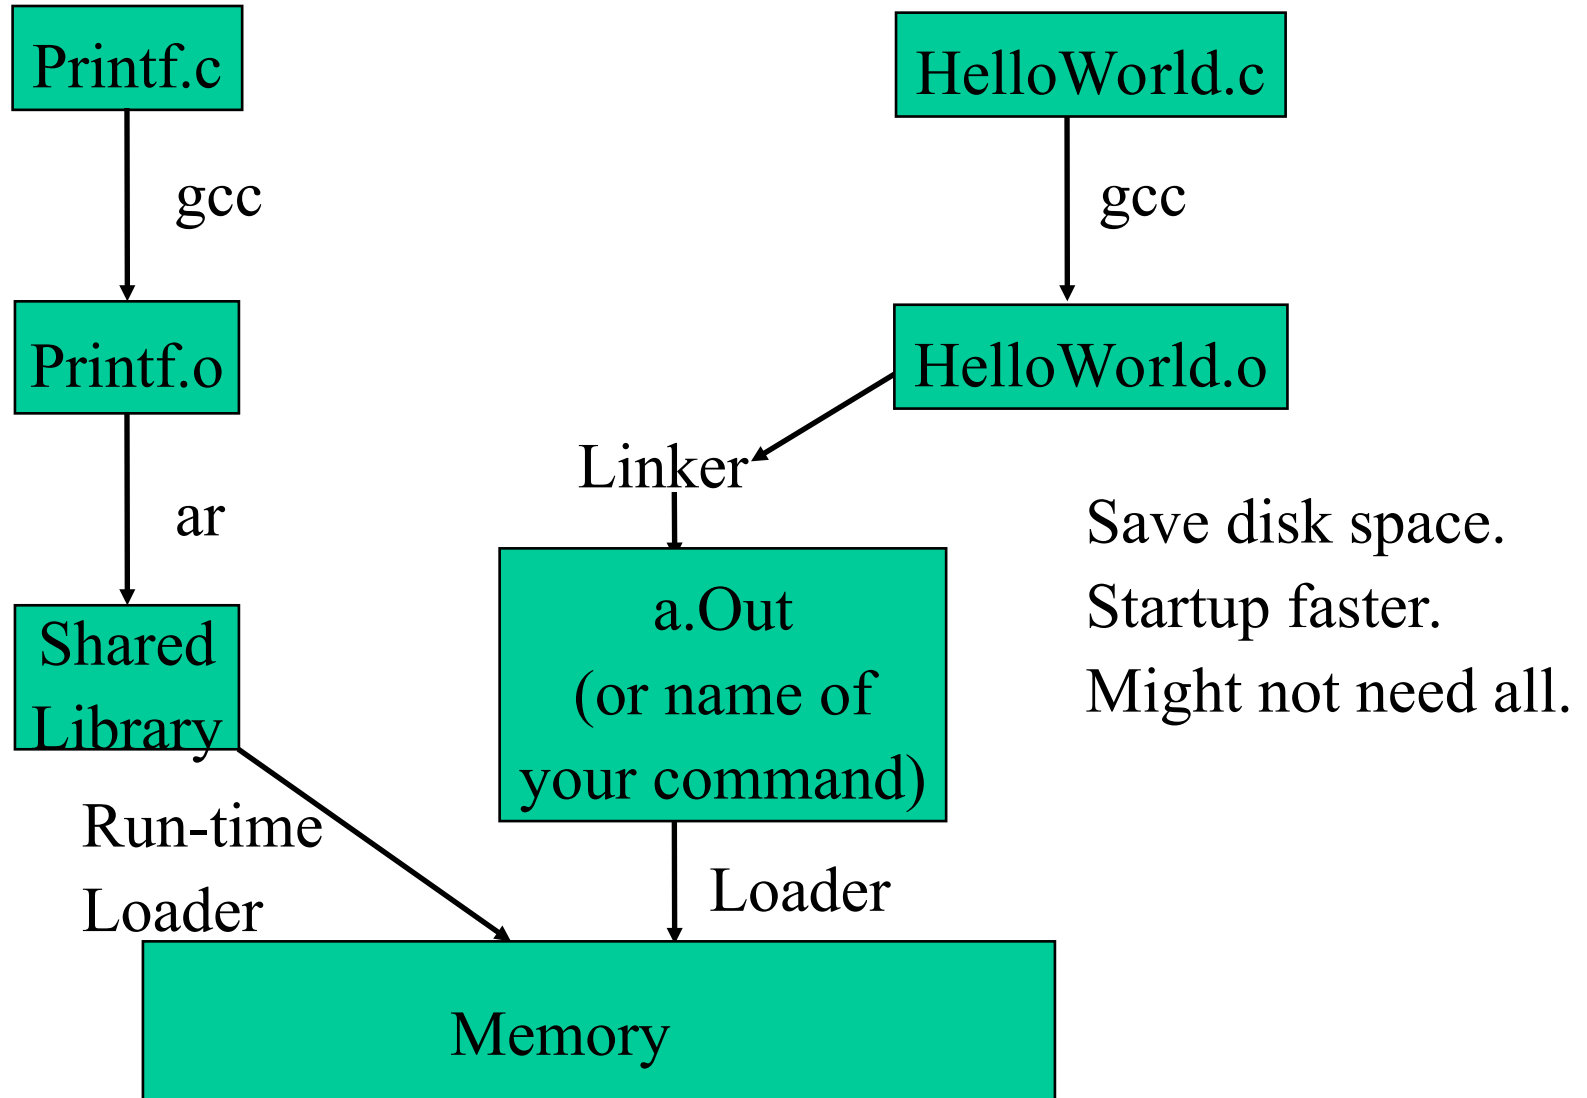 Printf.c
HelloWorld.c
gcc
gcc
Printf.o
HelloWorld.o
Linker
ar
Save disk space.
Startup faster.
Might not need all.
Shared
Library
a.Out
(or name of
your command)
Run-time
Loader
Loader
Memory